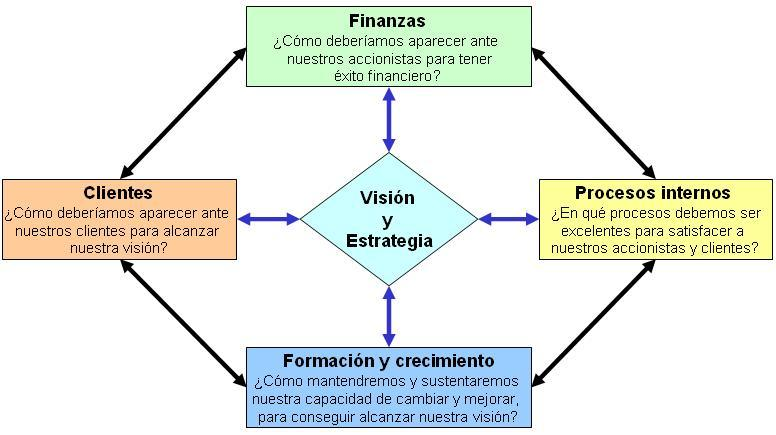 Finanzas
¿Cómo deberíamos aparecer ante
nuestros accionistas para tener
éxito financiero?
Clientes
¿Cómo deberíamos aparecer ante
nuestros clientes para alcanzar
nuestra visión?
Visión
y
Estrategia
Procesos internos
¿En qué procesos debemos ser
excelentes para satisfacer a
nuestros accionistas y clientes?
Formación y crecimiento
¿Cómo mantendremos y sustentaremos
nuestra capacidad de cambiar y mejorar,
para conseguir alcanzar nuestra visión?